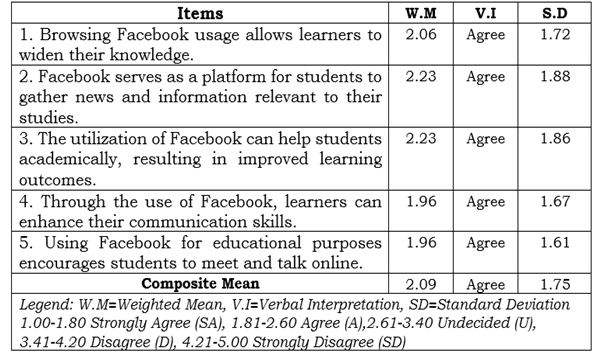 Items W.M V.I S.D
1. Browsing Facebook usage allows learners to 2.06 Agree 1.72
widen their knowledge.
2. Facebook serves as a platform for students to 2.23 Agree 1.88
gather news and information relevant to their
studies.
3. The utilization of Facebook can help students 2.23 Agree 1.86
academically, resulting in improved learning
outcomes.
4. Through the use of Facebook, learners can 1.96 Agree 1.67
enhance their communication skills.
5. Using Facebook for educational purposes 1.96 Agree 1.61
encourages students to meet and talk online.
Composite Mean 2.09 Agree 1.75
Legend: W.M=Weighted Mean, V.I=Verbal Interpretation, SD=Standard Deviation
1.00-1.80 Strongly Agree (SA), 1.81-2.60 Agree (A),2.61-3.40 Undecided (U),
3.41-4.20 Disagree (D), 4.21-5.00 Strongly Disagree (SD)